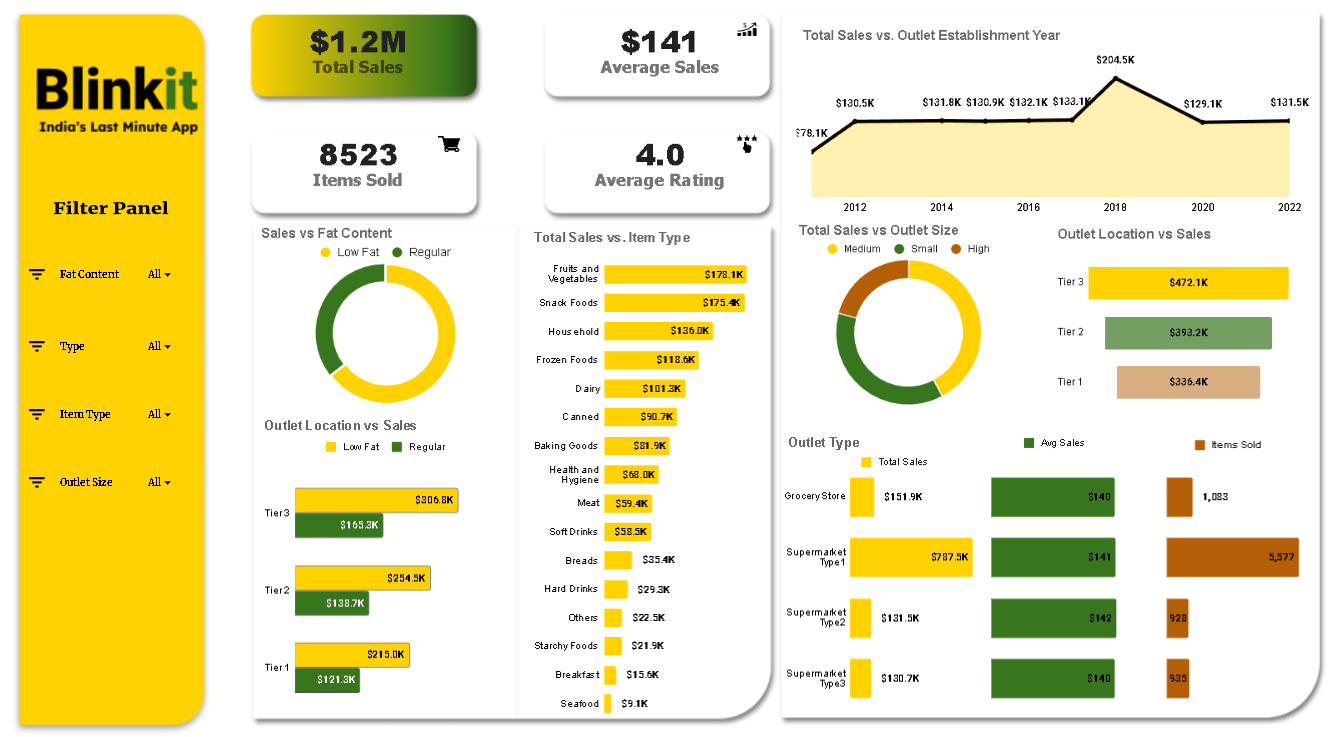 Blinkit
India's Last Minute App
Filter Panel
Fat Content All
Type All
Item Type All
Outlet Size All
$1.2M
Total Sales
$141
Average Sales
8523
Items Sold
4.0
Average Rating
Sales vs Fat Content
Low Fat Regular
Outlet Location vs Sales
Low Fat Regular
Tier3 $306.8K
$165.3K
Tier2 $254.5K
$138.7K
Tier1 $215.0K
$121.3K
Total Sales vs. Item Type
Fruits and
Vegetables $178.1K
Snack Foods $175.4K
Household $136.0K
Frozen Foods $118.6K
Dairy $101.3K
Canned $90.7K
Baking Goods $81.9K
Health and
Hygiene $68.0K
Meat $59.4K
Soft Drinks $58.5K
Breads $35.4K
Hard Drinks $29.3K
Others $22.5K
Starchy Foods $21.9K
Breakfast $15.6K
Seafood $9.1K
Total Sales vs. Outlet Establishment Year
$78.1K $130.5K $131.8K $130.9K $132.1K $133.1K $204.5K $129.1K $131.5K
2012 2014 2016 2018 2020 2022
Total Sales vs Outlet Size
Medium Small High
Outlet Location vs Sales
Tier 3 $472.1K
Tier 2 $393.2K
Tier 1 $336.4K
Outlet Type
Total Sales Avg Sales Items Sold
Grocery Store $151.9K $140 1,083
Supermarket
Type1 $787.5K $141 5,577
Supermarket
Type2 $131.5K $142 928
Supermarket
Type3 $130.7K $140 935